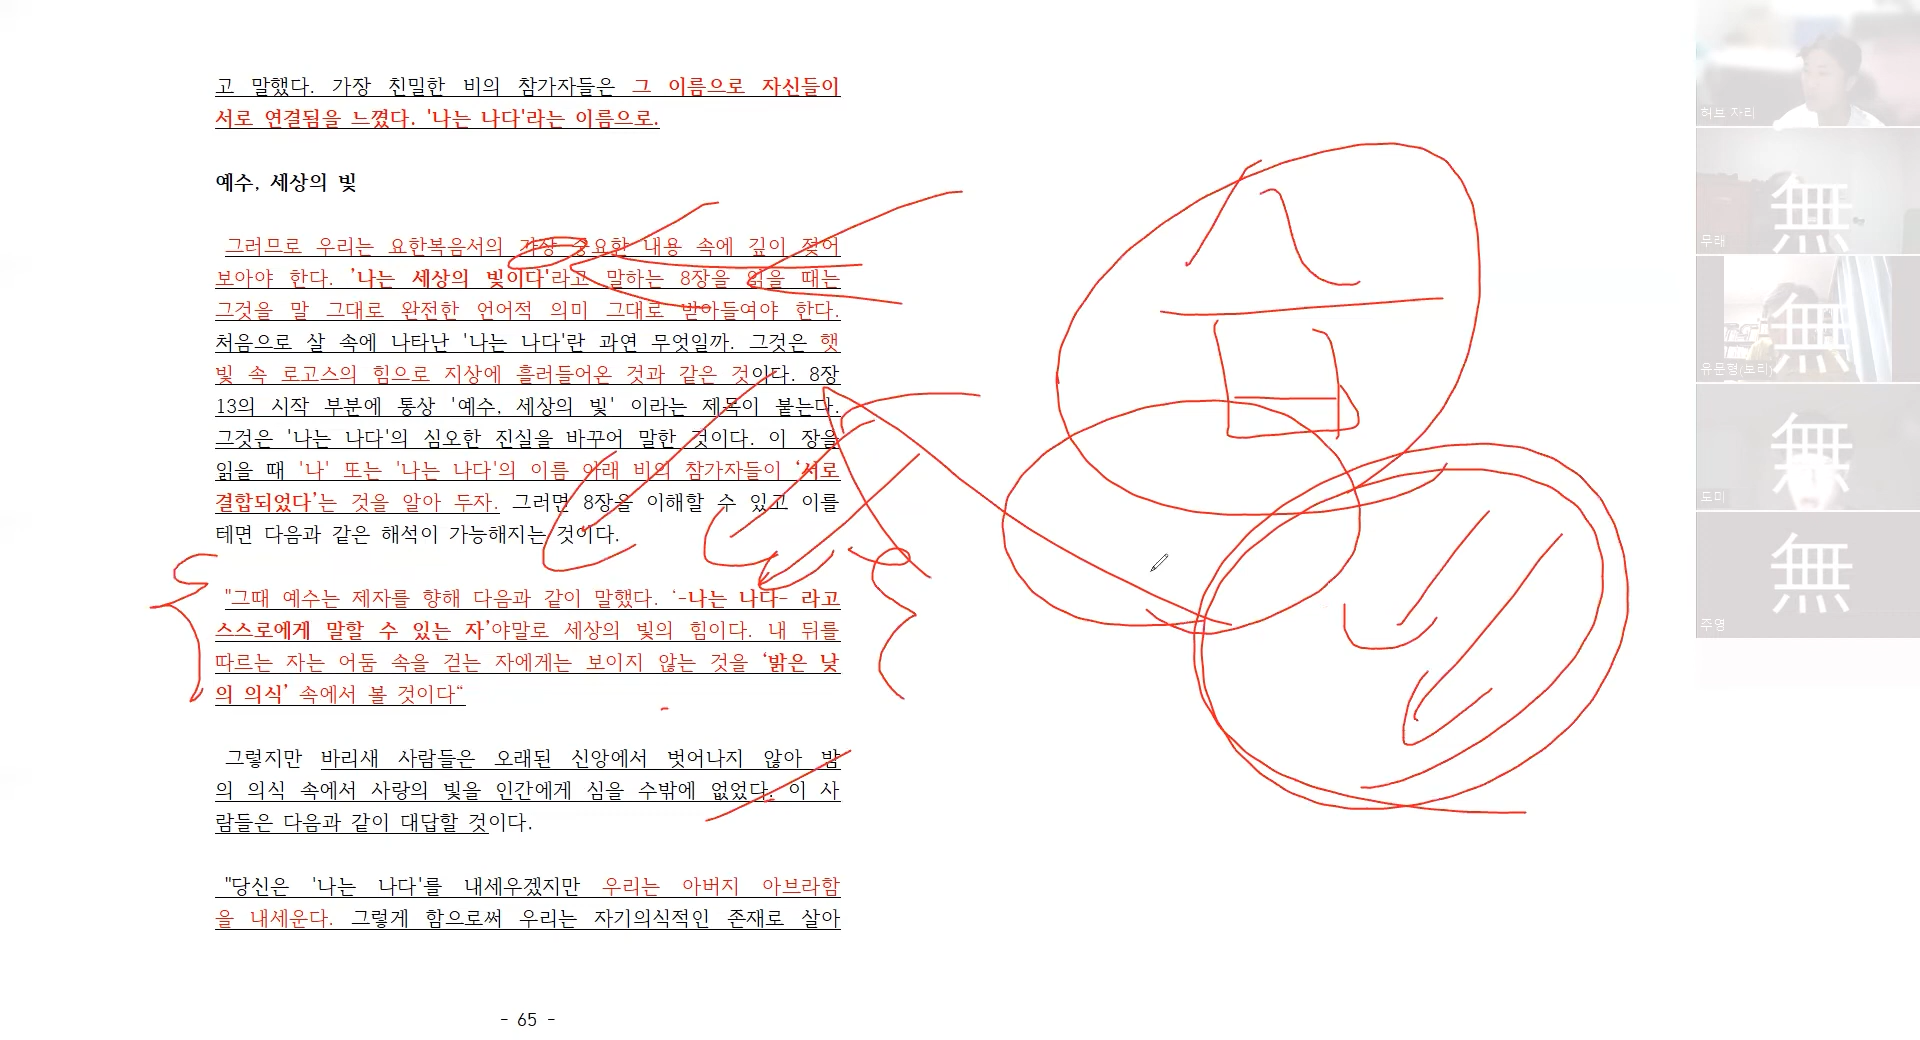 고 말했다. 가장 친밀한 비의 참가자들은 그 이름으로 자신들이
서로 연결됨을 느꼈다. '나는 나다'라는 이름으로.
예수, 세상의 빛
그러므로 우리는 요한복음서의 가장 중요한 내용 속에 깊이 젖어
보아야 한다. '나는 세상의 빛이다'라고 말하는 8장을 읽을 때는
그것을 말 그대로 완전한 언어적 의미 그대로 받아들여야 한다.
처음으로 살 속에 나타난 '나는 나다'란 과연 무엇일까. 그것은 햇
빛 속 로고스의 힘으로 지상에 흘러들어온 것과 같은 것이다. 8장
13의 시작 부분에 통상 '예수, 세상의 빛' 이라는 제목이 붙는다.
그것은 '나는 나다'의 심오한 진실을 바꾸어 말한 것이다. 이 장을
읽을 때 '나' 또는 '나는 나다'의 이름 아래 비의 참가자들이 ‘서로
결합되었다’는 것을 알아 두자. 그러면 8장을 이해할 수 있고 이를
테면 다음과 같은 해석이 가능해지는 것이다.
"그때 예수는 제자를 향해 다음과 같이 말했다. ‘-나는 나다- 라고
스스로에게 말할 수 있는 자’야말로 세상의 빛의 힘이다. 내 뒤를
따르는 자는 어둠 속을 걷는 자에게는 보이지 않는 것을 ‘밝은 낮
의 의식’ 속에서 볼 것이다“
그렇지만 바리새 사람들은 오래된 신앙에서 벗어나지 않아 밤
의 의식 속에서 사랑의 빛을 인간에게 심을 수밖에 없었다. 이 사
람들은 다음과 같이 대답할 것이다.
"당신은 '나는 나다'를 내세우겠지만 우리는 아버지 아브라함
을 내세운다. 그렇게 함으로써 우리는 자기의식적인 존재로 살아
- 65 -
허브 자리
無
무래
無
유문형(보리)
無
도미
無
주영